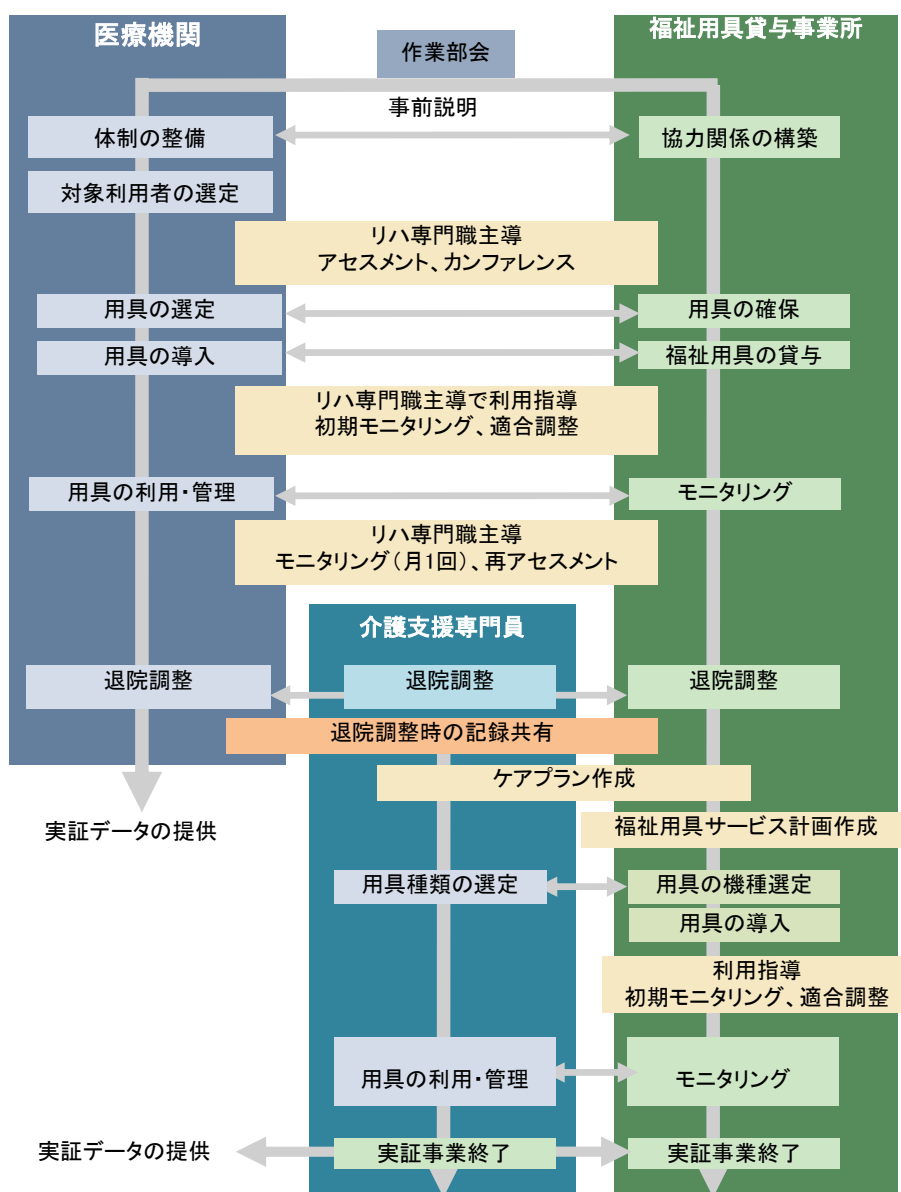 医療機関
作業部会
福祉用具貸与事業所
事前説明
体制の整備
協力関係の構築
対象利用者の選定
リハ専門職主導
アセスメント、カンファレンス
用具の選定
用具の確保
用具の導入
福祉用具の貸与
リハ専門職主導で利用指導
初期モニタリング、適合調整
用具の利用・管理
モニタリング
リハ専門職主導
モニタリング（月1回）、再アセスメント
介護支援専門員
退院調整
退院調整
退院調整
退院調整時の記録共有
ケアプラン作成
実証データの提供
福祉用具サービス計画作成
用具種類の選定
用具の機種選定
用具の導入
利用指導
初期モニタリング、適合調整
用具の利用・管理
モニタリング
実証データの提供
実証事業終了
実証事業終了